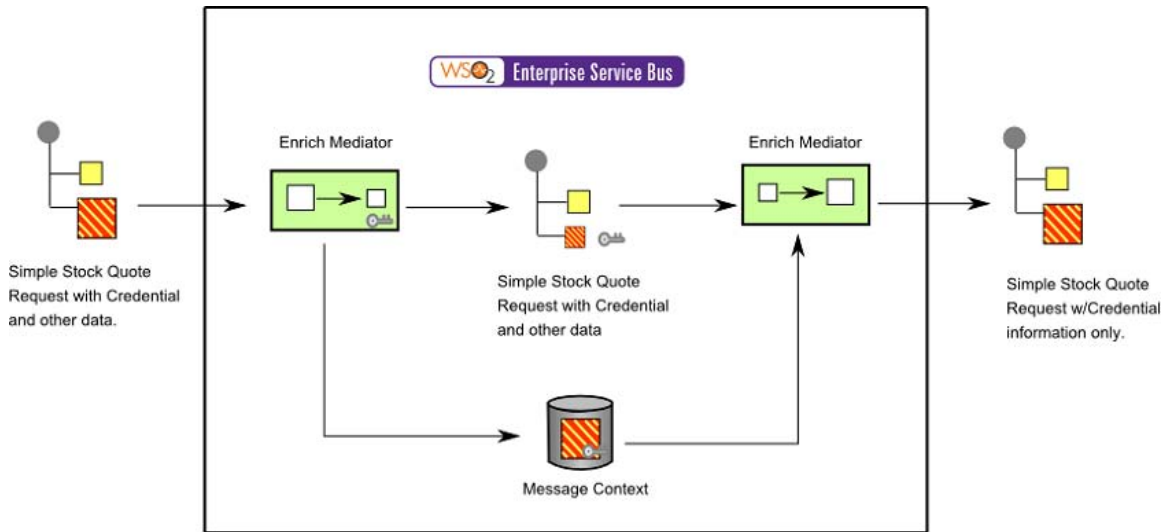 WSO2 Enterprise Service Bus
Enrich Mediator
Enrich Mediator
Simple Stock Quote
Request with Credential
and other data.
Simple Stock Quote
Request with Credential
and other data
Simple Stock Quote
Request w/Credential
information only.
Message Context